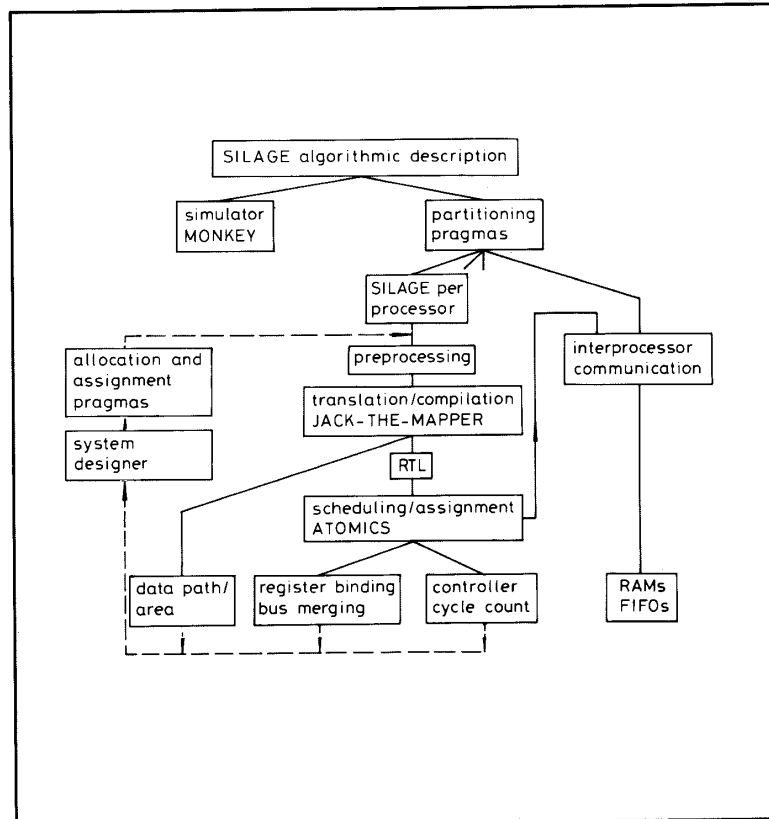 SILAGE algorithmic description
simulator
MONKEY
partitioning
pragmas
SILAGE per
processor
preprocessing
interprocessor
communication
allocation and
assignment
pragmas
translation/compilation
JACK-THE-MAPPER
system
designer
RTL
scheduling/assignment
ATOMICS
data path/
area
register binding
bus merging
controller
cycle count
RAMs
FIFOs